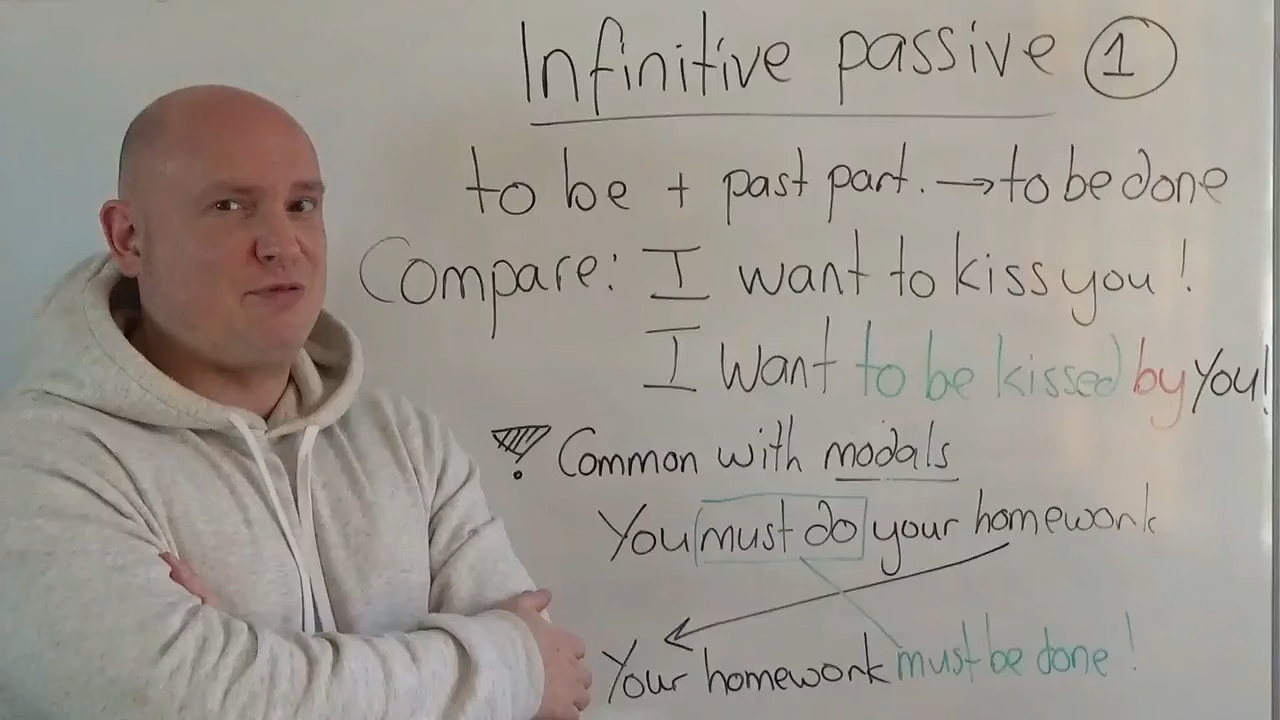 Infinitive passive 1
to be + past part. → to be done
Compare: I want to kiss you!
I want to be kissed by you!
! Common with modals
You must do your homework
Your homework must be done!